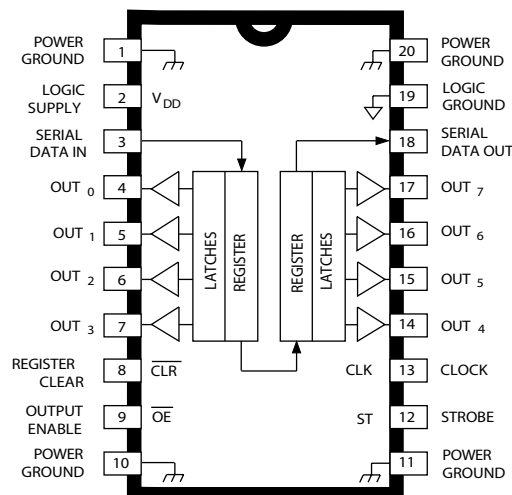 POWER
GROUND
1
20
POWER
GROUND
LOGIC
SUPPLY
2
V DD
19
LOGIC
GROUND
SERIAL
DATA IN
3
18
SERIAL
DATA OUT
OUT 0
4
17
OUT 7
OUT 1
5
16
OUT 6
OUT 2
6
15
OUT 5
OUT 3
7
14
OUT 4
LATCHES
REGISTER
REGISTER
LATCHES
REGISTER
CLEAR
8
CLR
CLK
13
CLOCK
OUTPUT
ENABLE
9
OE
ST
12
STROBE
POWER
GROUND
10
11
POWER
GROUND